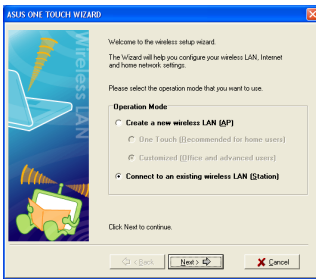 ASUS ONE TOUCH WIZARD
Wireless LAN
Welcome to the wireless setup wizard.
The Wizard will help you configure your wireless LAN, Internet
and home network settings.
Please select the operation mode that you want to use.
Operation Mode
Create a new wireless LAN (AP)
One Touch (Recommended for home users)
Customized (Office and advanced users)
Connect to an existing wireless LAN (Station)
Click Next to continue.
< Back
Next >
Cancel